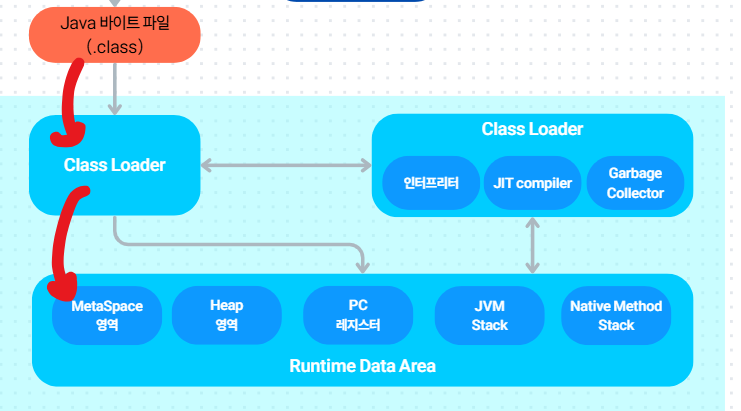 Java 바이트 파일
(.class)
Class Loader
Class Loader
인터프리터
JIT compiler
Garbage
Collector
MetaSpace
영역
Heap
영역
PC
레지스터
JVM
Stack
Native Method
Stack
Runtime Data Area